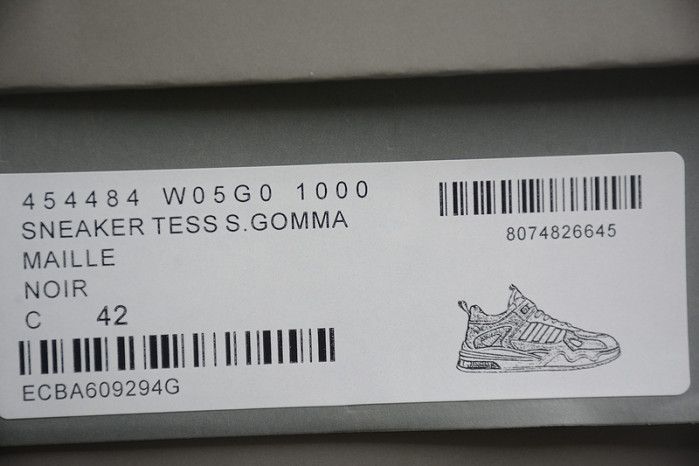 454484 W05G0 1000
SNEAKER TESS S.GOMMA
MAILLE
NOIR
C 42
ECBA609294G
8074826645